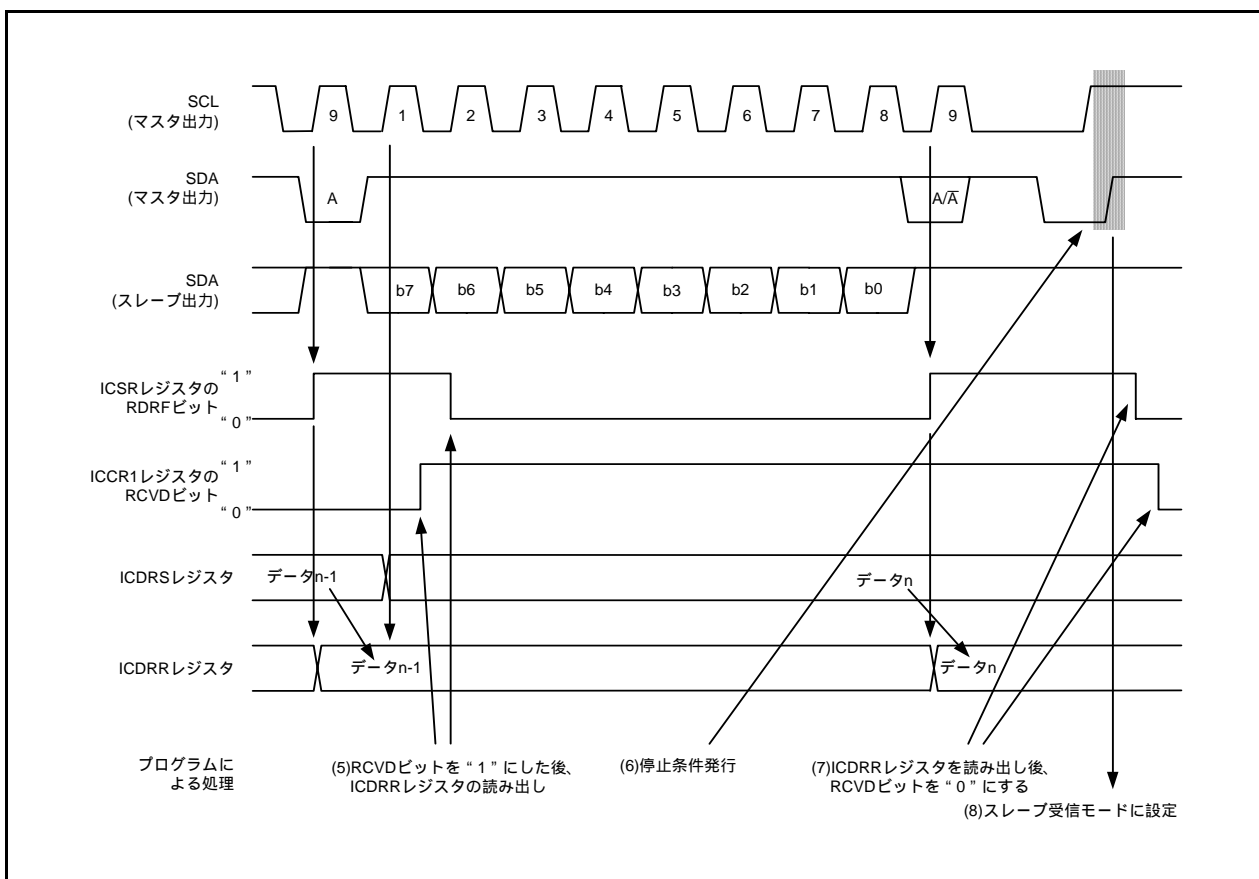 SCL
(マスタ出力)
9 1 2 3 4 5 6 7 8 9
SDA
(マスタ出力)
A A/A̅
SDA
(スレーブ出力)
b7 b6 b5 b4 b3 b2 b1 b0
ICSRレジスタの
RDRFビット
“ 1 ”
“ 0 ”
ICCR1レジスタの
RCVDビット
“ 1 ”
“ 0 ”
ICDRSレジスタ
データn-1 データn
ICDRRレジスタ
データn-1 データn
プログラムに
よる処理
(5)RCVDビットを “ 1 ” にした後、
ICDRRレジスタの読み出し
(6)停止条件発行
(7)ICDRRレジスタを読み出し後、
RCVDビットを “ 0 ” にする
(8)スレーブ受信モードに設定